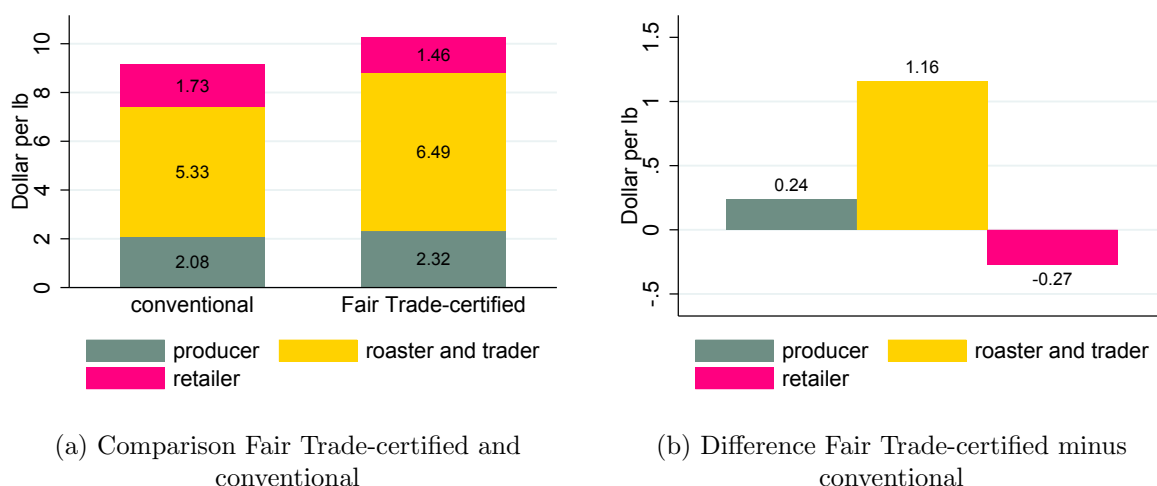 Dollar per lb
10
8
6
4
2
0
1.73
5.33
2.08
1.46
6.49
2.32
conventional
Fair Trade-certified
producer
roaster and trader
retailer
(a) Comparison Fair Trade-certified and
conventional
Dollar per lb
1.5
1
.5
0
-.5
0.24
1.16
-0.27
producer
roaster and trader
retailer
(b) Difference Fair Trade-certified minus
conventional